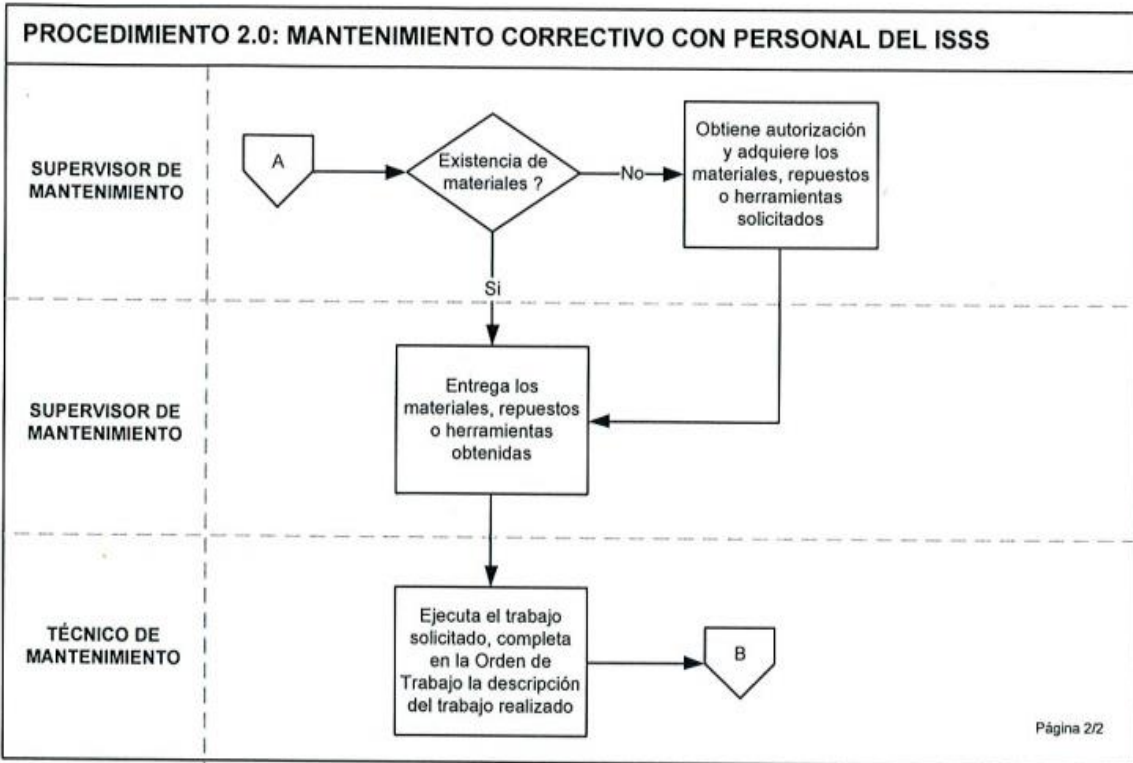 PROCEDIMIENTO 2.0: MANTENIMIENTO CORRECTIVO CON PERSONAL DEL ISSS
SUPERVISOR DE
MANTENIMIENTO
A
Existencia de
materiales ?
No
Obtiene autorización
y adquiere los
materiales, repuestos
o herramientas
solicitados
Si
SUPERVISOR DE
MANTENIMIENTO
Entrega los
materiales, repuestos
o herramientas
obtenidas
TÉCNICO DE
MANTENIMIENTO
Ejecuta el trabajo
solicitado, completa
en la Orden de
Trabajo la descripción
del trabajo realizado
B
Página 2/2